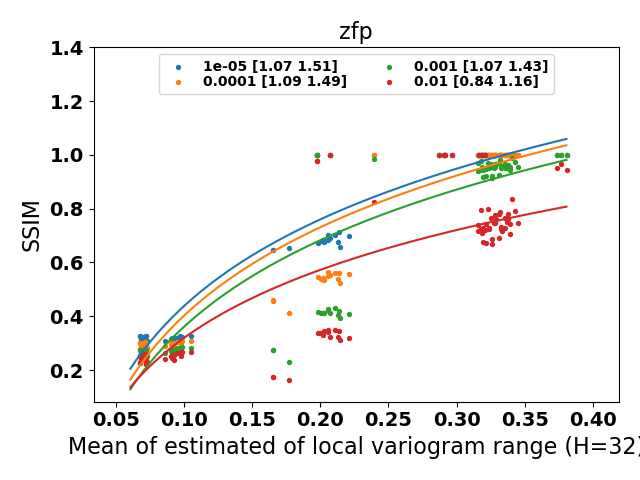 zfp
1e-05 [1.07 1.51]
0.0001 [1.09 1.49]
0.001 [1.07 1.43]
0.01 [0.84 1.16]
SSIM
1.4
1.2
1.0
0.8
0.6
0.4
0.2
0.05 0.10 0.15 0.20 0.25 0.30 0.35 0.40
Mean of estimated of local variogram range (H=32)